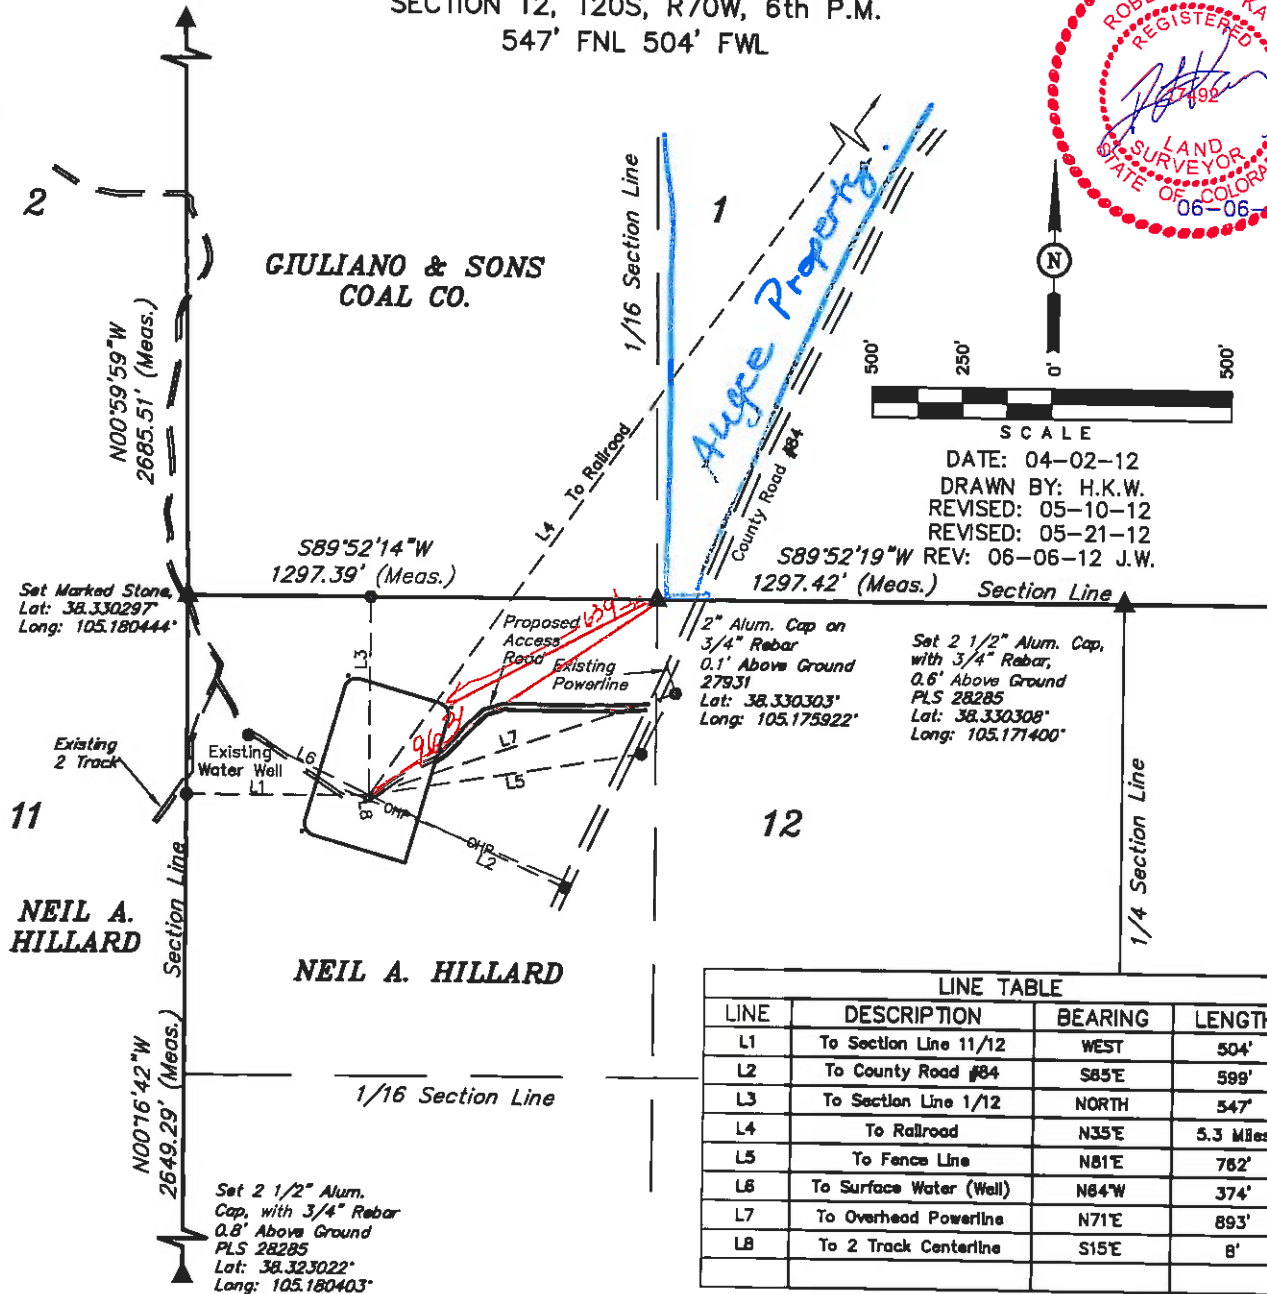 SECTION 12, T20S, R70W, 6th P.M.
547' FNL 504' FWL
REGISTERED
17492
LAND
SURVEYOR
STATE OF COLORA
06-06-
2
1
GIULIANO & SONS
COAL CO.
1/16 Section Line
Property
N
N00°59'59"W
2685.51' (Meas.)
500'
250'
0'
500'
SCALE
DATE: 04-02-12
DRAWN BY: H.K.W.
REVISED: 05-10-12
REVISED: 05-21-12
REV: 06-06-12 J.W.
L4
To Railroad
County Road #84
S89°52'14"W
1297.39' (Meas.)
S89°52'19"W
1297.42' (Meas.)
Section Line
Set Marked Stone,
Lat: 38.330297°
Long: 105.180444°
L3
Proposed
Access
Road
639'
Existing
Powerline
963'
2" Alum. Cap on
3/4" Rebar
0.1' Above Ground
27931
Lat: 38.330303°
Long: 105.175922°
Set 2 1/2" Alum. Cap,
with 3/4" Rebar,
0.6' Above Ground
PLS 28285
Lat: 38.330308°
Long: 105.171400°
Existing
2 Track
Existing
Water Well
L6
L1
L7
L5
L8
OHP
OHP
L2
11
12
Section Line
1/4 Section Line
NEIL A.
HILLARD
NEIL A. HILLARD
1/16 Section Line
N00°16'42"W
2649.29' (Meas.)
Set 2 1/2" Alum.
Cap, with 3/4" Rebar
0.8' Above Ground
PLS 28285
Lat: 38.323022°
Long: 105.180403°
LINE TABLE
LINE DESCRIPTION BEARING LENGTH
L1 To Section Line 11/12 WEST 504'
L2 To County Road #84 S65°E 599'
L3 To Section Line 1/12 NORTH 547'
L4 To Railroad N35°E 5.3 Miles
L5 To Fence Line N81°E 762'
L6 To Surface Water (Well) N64°W 374'
L7 To Overhead Powerline N71°E 893'
L8 To 2 Track Centerline S15°E 8'